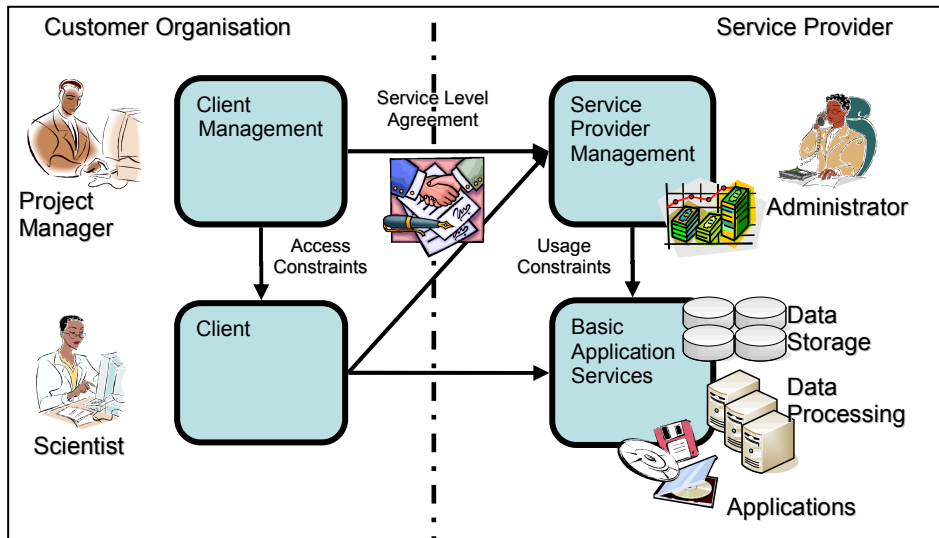 Customer Organisation
Service Provider
Client
Management
Service Level
Agreement
Service
Provider
Management
Project
Manager
Administrator
Access
Constraints
Usage
Constraints
Client
Basic
Application
Services
Data
Storage
Data
Processing
Scientist
Applications